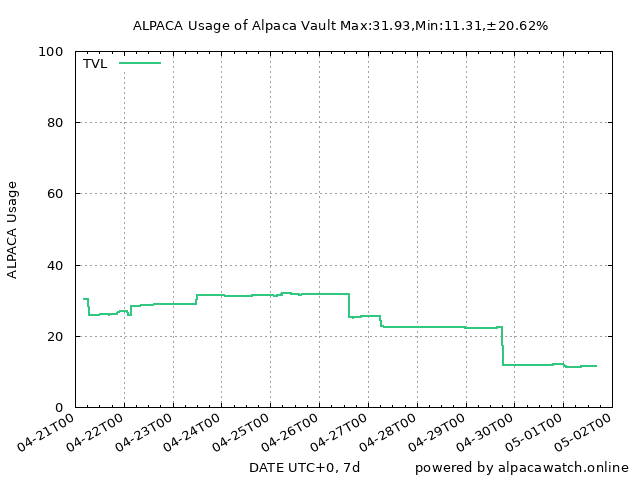 ALPACA Usage of Alpaca Vault Max:31.93,Min:11.31,±20.62%
TVL
ALPACA Usage
100
80
60
40
20
0
04-21T00
04-22T00
04-23T00
04-24T00
04-25T00
04-26T00
04-27T00
04-28T00
04-29T00
04-30T00
05-01T00
05-02T00
DATE UTC+0, 7d
powered by alpacawatch.online